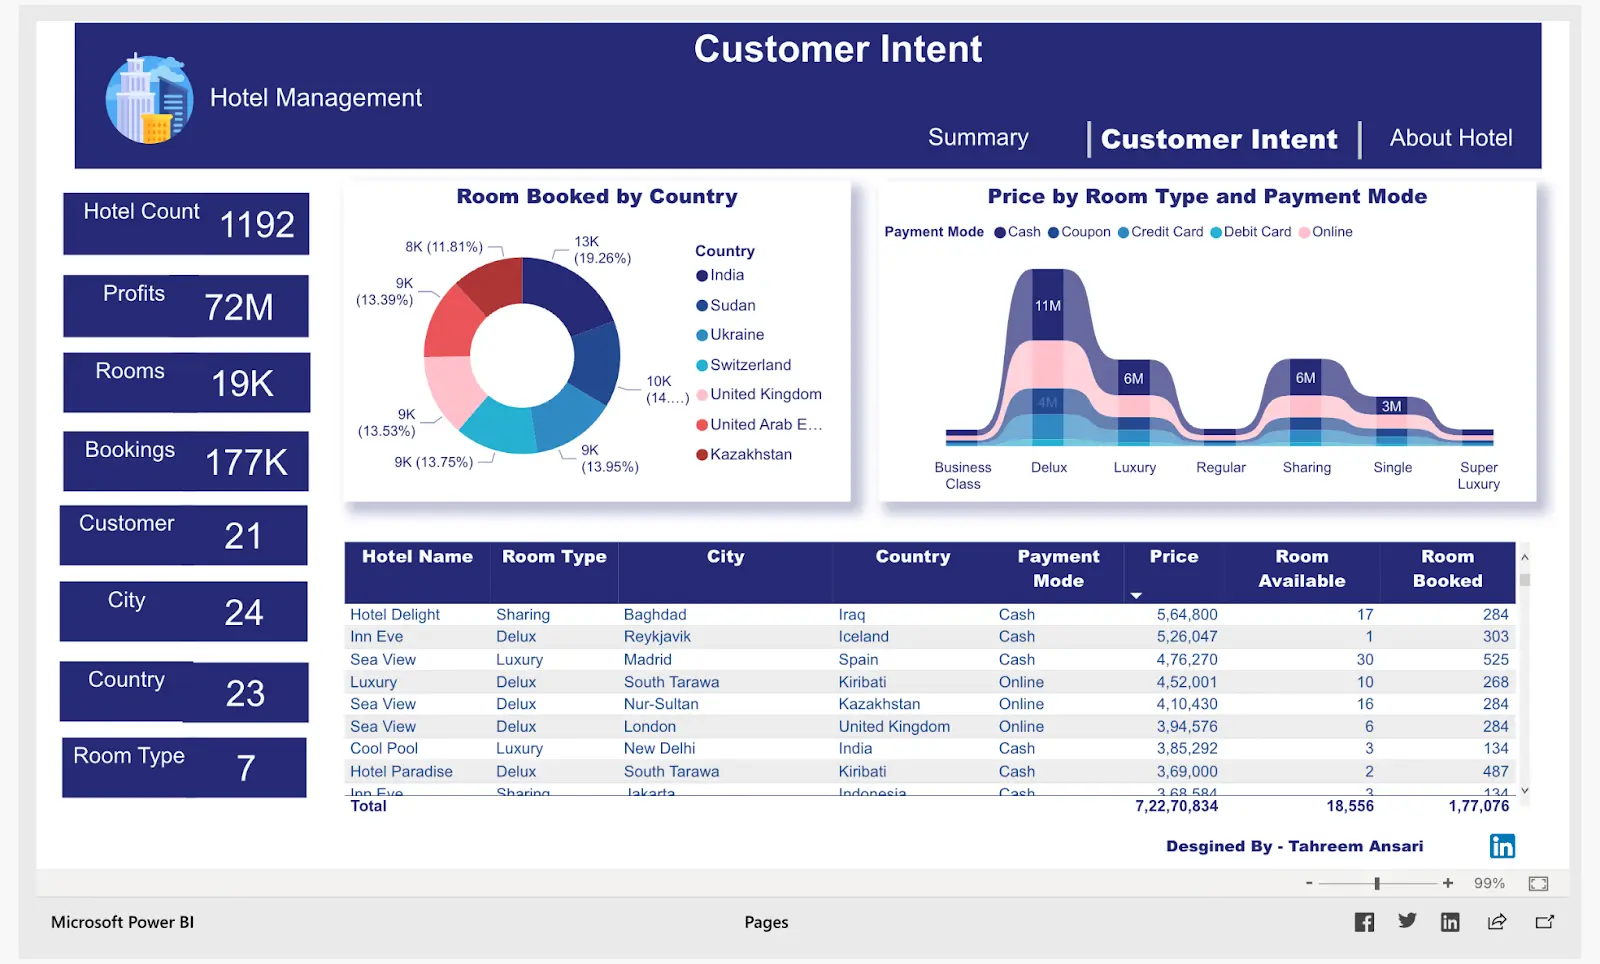 Customer Intent
Hotel Management
Summary
Customer Intent
About Hotel
Hotel Count 1192
Profits 72M
Rooms 19K
Bookings 177K
Customer 21
City 24
Country 23
Room Type 7
Room Booked by Country
13K
(19.26%)
10K
(14....)
9K
(13.95%)
9K (13.75%)
9K
(13.53%)
9K
(13.39%)
8K (11.81%)
Country
India
Sudan
Ukraine
Switzerland
United Kingdom
United Arab E...
Kazakhstan
Price by Room Type and Payment Mode
Payment Mode Cash Coupon Credit Card Debit Card Online
11M
4M
6M
6M
3M
Business Class
Delux
Luxury
Regular
Sharing
Single
Super Luxury
Hotel Name Room Type City Country Payment Mode Price Room Available Room Booked
Hotel Delight Sharing Baghdad Iraq Cash 5,64,800 17 284
Inn Eve Delux Reykjavik Iceland Cash 5,26,047 1 303
Sea View Luxury Madrid Spain Cash 4,76,270 30 525
Luxury Delux South Tarawa Kiribati Online 4,52,001 10 268
Sea View Delux Nur-Sultan Kazakhstan Online 4,10,430 16 284
Sea View Delux London United Kingdom Online 3,94,576 6 284
Cool Pool Luxury New Delhi India Cash 3,85,292 3 134
Hotel Paradise Delux South Tarawa Kiribati Cash 3,69,000 2 487
Inn Eve Sharing Jakarta Indonesia Cash 3,68,584 3 134
Total 7,22,70,834 18,556 1,77,076
Desgined By - Tahreem Ansari
in
- + 99%
Microsoft Power BI
Pages